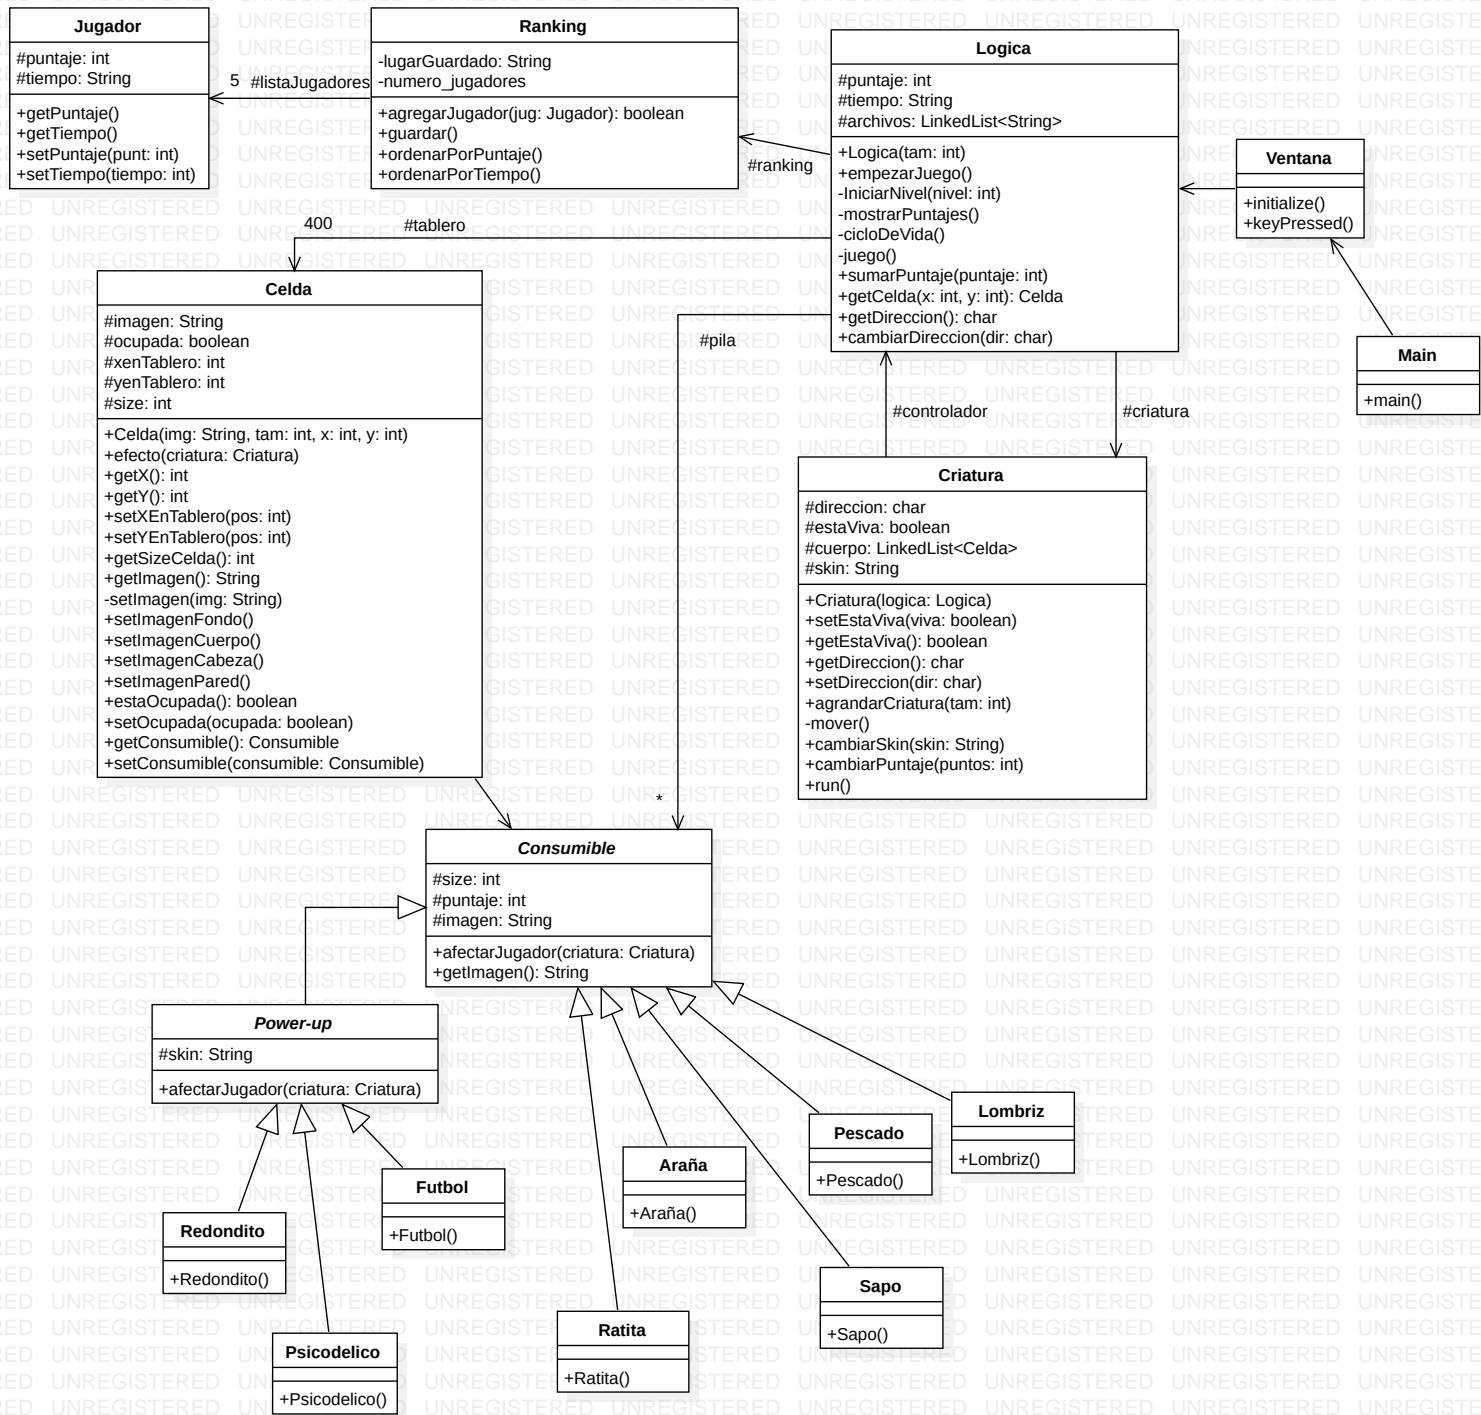 Jugador
#puntaje: int
#tiempo: String
+getPuntaje()
+getTiempo()
+setPuntaje(punt: int)
+setTiempo(tiempo: int)
5
#listaJugadores
Ranking
-lugarGuardado: String
-numero_jugadores
+agregarJugador(jug: Jugador): boolean
+guardar()
+ordenarPorPuntaje()
+ordenarPorTiempo()
#ranking
Logica
#puntaje: int
#tiempo: String
#archivos: LinkedList<String>
+Logica(tam: int)
+empezarJuego()
-IniciarNivel(nivel: int)
-mostrarPuntajes()
-cicloDeVida()
-juego()
+sumarPuntaje(puntaje: int)
+getCelda(x: int, y: int): Celda
+getDireccion(): char
+cambiarDireccion(dir: char)
Ventana
+initialize()
+keyPressed()
Main
+main()
400
#tablero
#pila
*
#controlador
#criatura
Celda
#imagen: String
#ocupada: boolean
#xenTablero: int
#yenTablero: int
#size: int
+Celda(img: String, tam: int, x: int, y: int)
+efecto(criatura: Criatura)
+getX(): int
+getY(): int
+setXEnTablero(pos: int)
+setYEnTablero(pos: int)
+getSizeCelda(): int
+getImagen(): String
-setImagen(img: String)
+setImagenFondo()
+setImagenCuerpo()
+setImagenCabeza()
+setImagenPared()
+estaOcupada(): boolean
+setOcupada(ocupada: boolean)
+getConsumible(): Consumible
+setConsumible(consumible: Consumible)
Criatura
#direccion: char
#estaViva: boolean
#cuerpo: LinkedList<Celda>
#skin: String
+Criatura(logica: Logica)
+setEstaViva(viva: boolean)
+getEstaViva(): boolean
+getDireccion(): char
+setDireccion(dir: char)
+agrandarCriatura(tam: int)
-mover()
+cambiarSkin(skin: String)
+cambiarPuntaje(puntos: int)
+run()
Consumible
#size: int
#puntaje: int
#imagen: String
+afectarJugador(criatura: Criatura)
+getImagen(): String
Power-up
#skin: String
+afectarJugador(criatura: Criatura)
Redondito
+Redondito()
Psicodelico
+Psicodelico()
Futbol
+Futbol()
Ratita
+Ratita()
Araña
+Araña()
Sapo
+Sapo()
Pescado
+Pescado()
Lombriz
+Lombriz()
UNREGISTERED